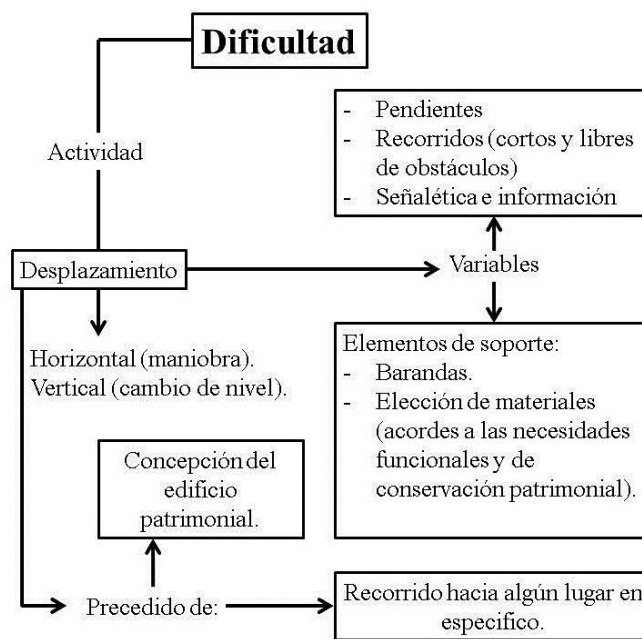 Dificultad
Actividad
- Pendientes
- Recorridos (cortos y libres
de obstáculos)
- Señalética e información
Desplazamiento
Variables
Horizontal (maniobra).
Vertical (cambio de nivel).
Elementos de soporte:
- Barandas.
- Elección de materiales
(acordes a las necesidades
funcionales y de
conservación patrimonial).
Concepción del
edificio
patrimonial.
Precedido de:
Recorrido hacia algún lugar en
especifico.